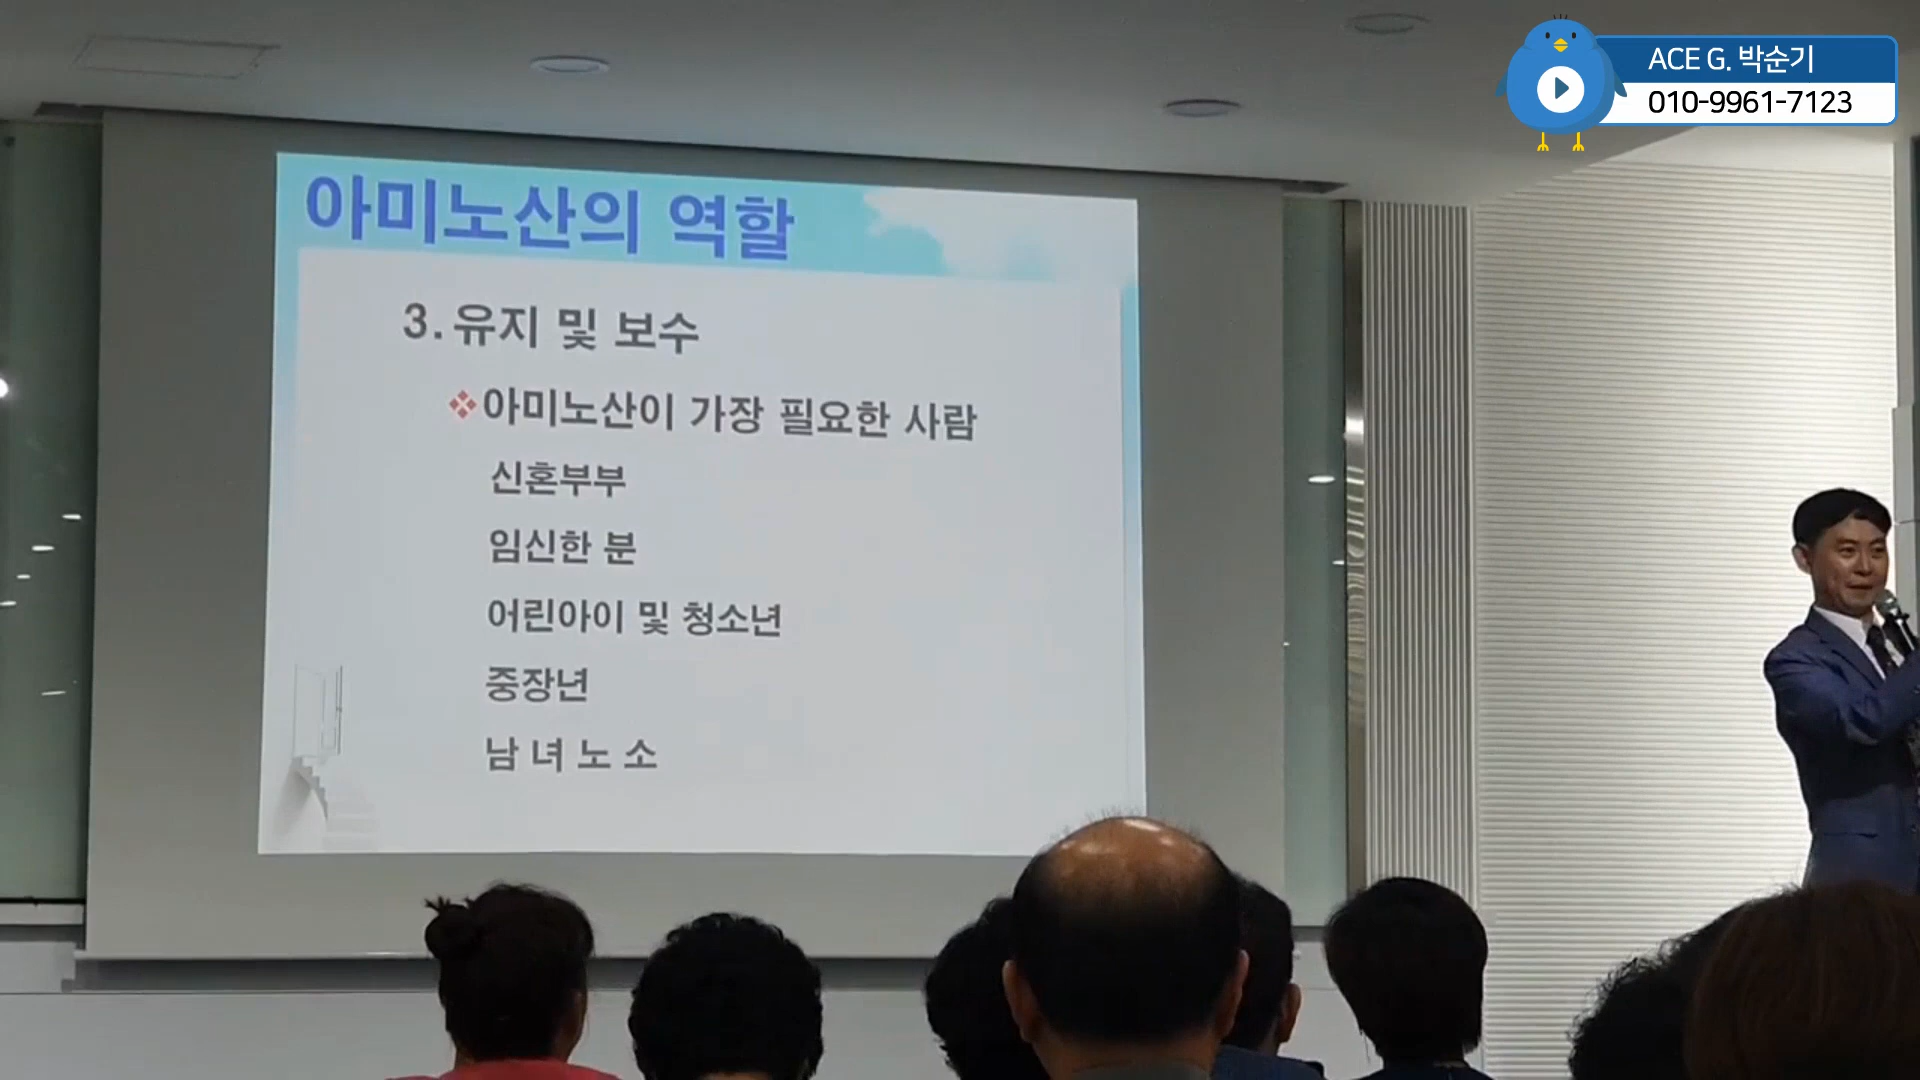 ACE G. 박순기
010-9961-7123
아미노산의 역할
3. 유지 및 보수
❖아미노산이 가장 필요한 사람
신혼부부
임신한 분
어린아이 및 청소년
중장년
남 녀 노 소